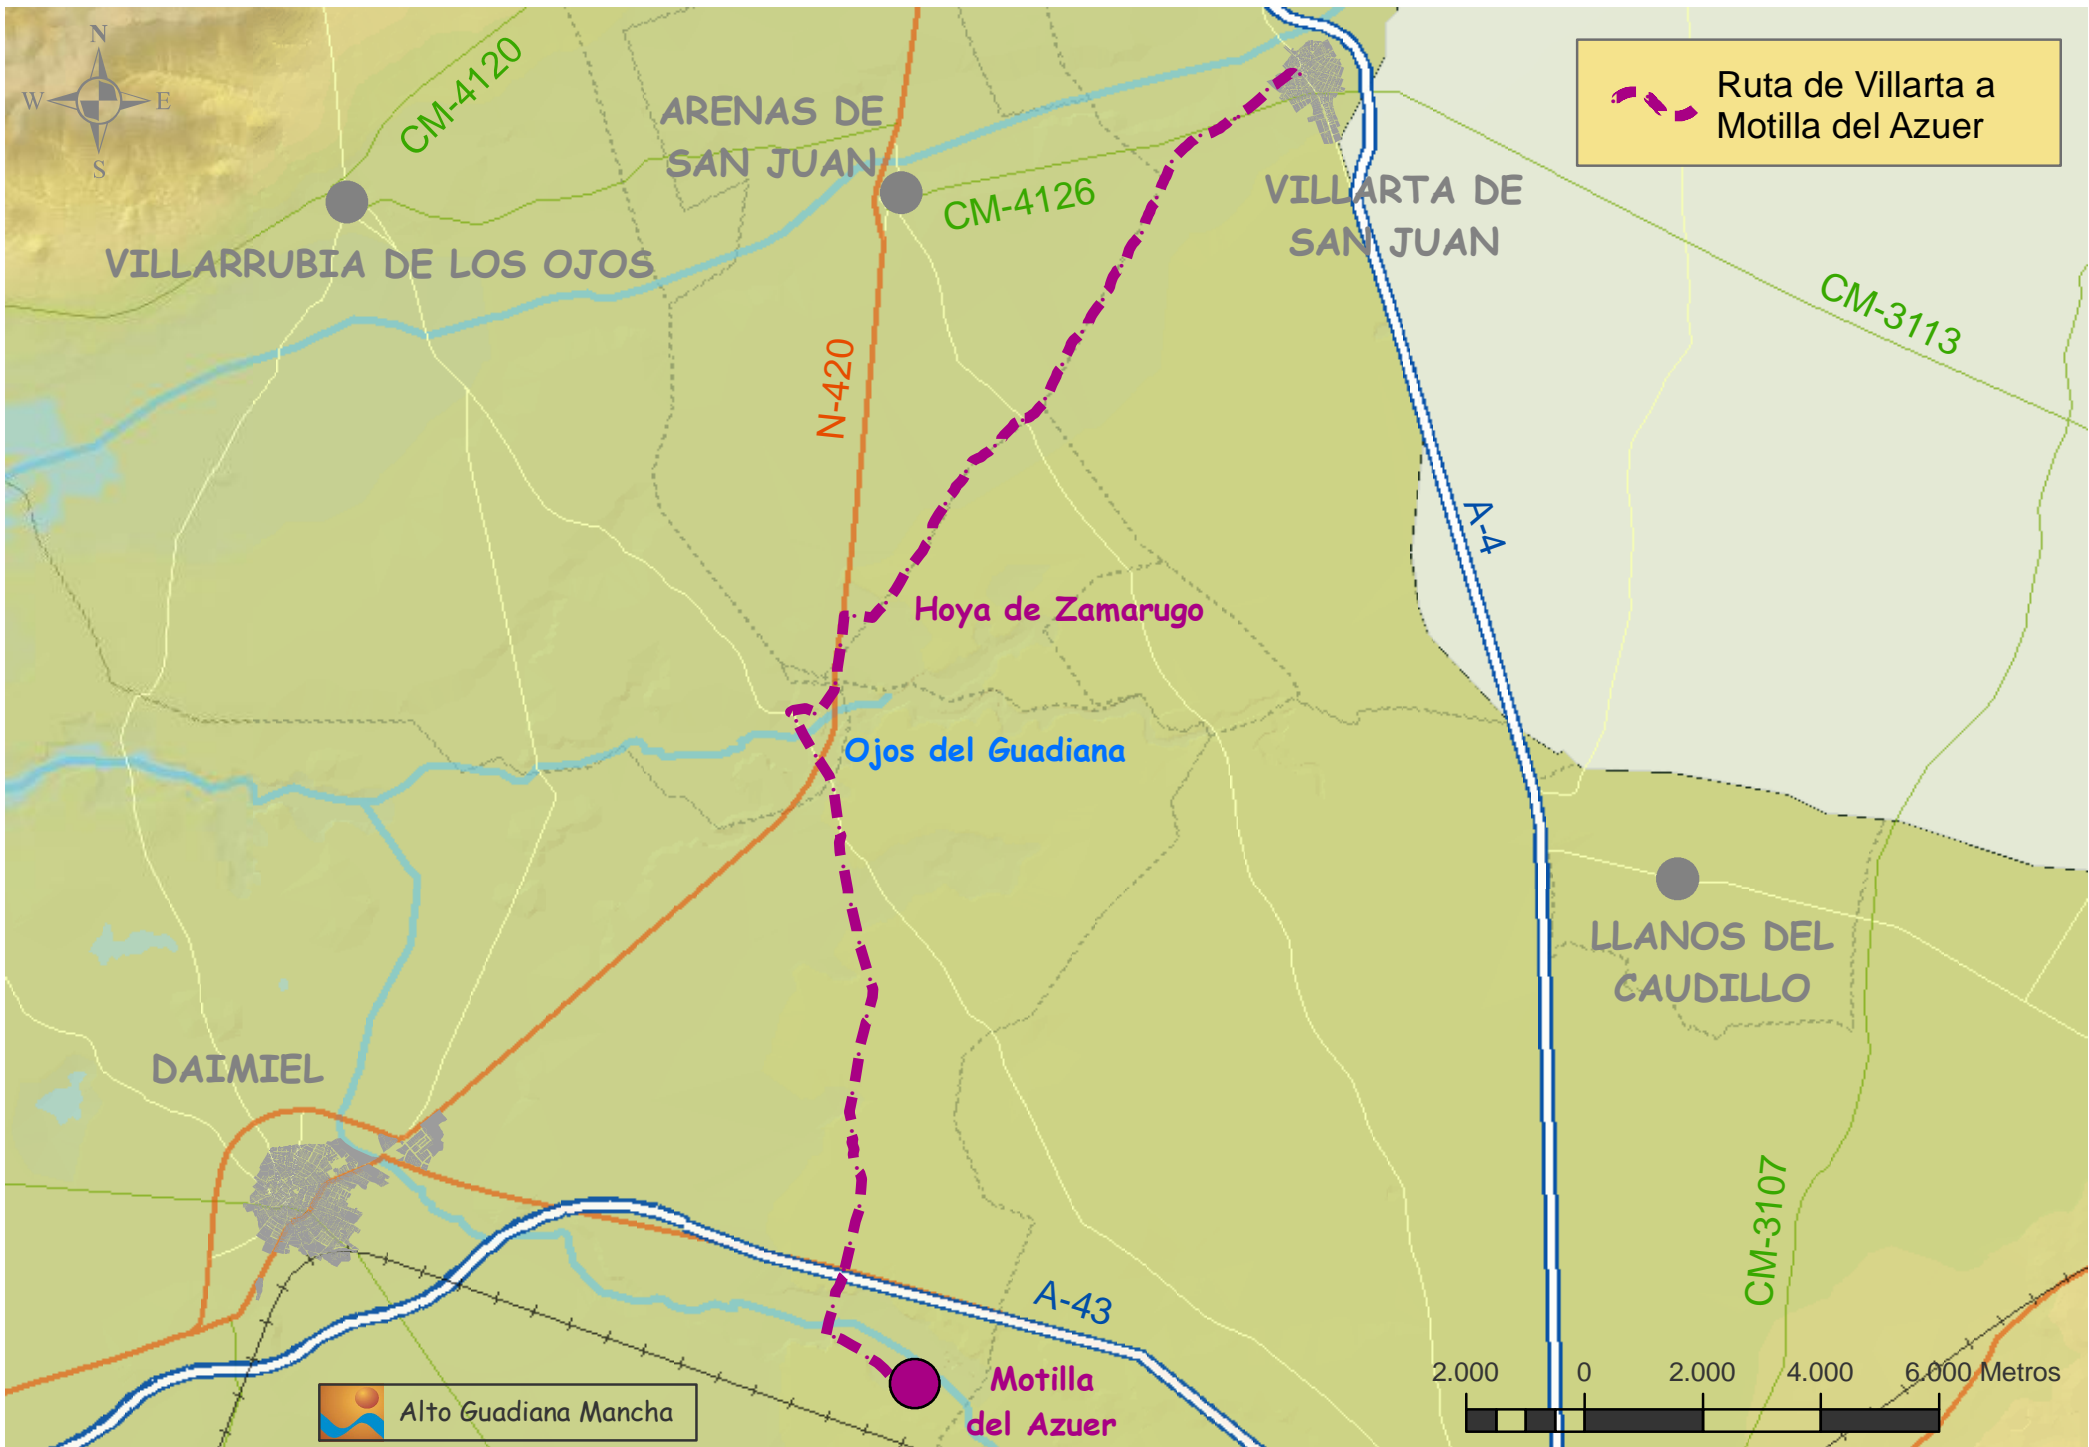 N
W
E
S
CM-4120
ARENAS DE
SAN JUAN
CM-4126
VILLARTA DE
SAN JUAN
Ruta de Villarta a
Motilla del Azuer
VILLARRUBIA DE LOS OJOS
CM-3113
N-420
A-4
Hoya de Zamarugo
Ojos del Guadiana
LLANOS DEL
CAUDILLO
DAIMIEL
CM-3107
A-43
Motilla
del Azuer
Alto Guadiana Mancha
2.000 0 2.000 4.000 6.000 Metros